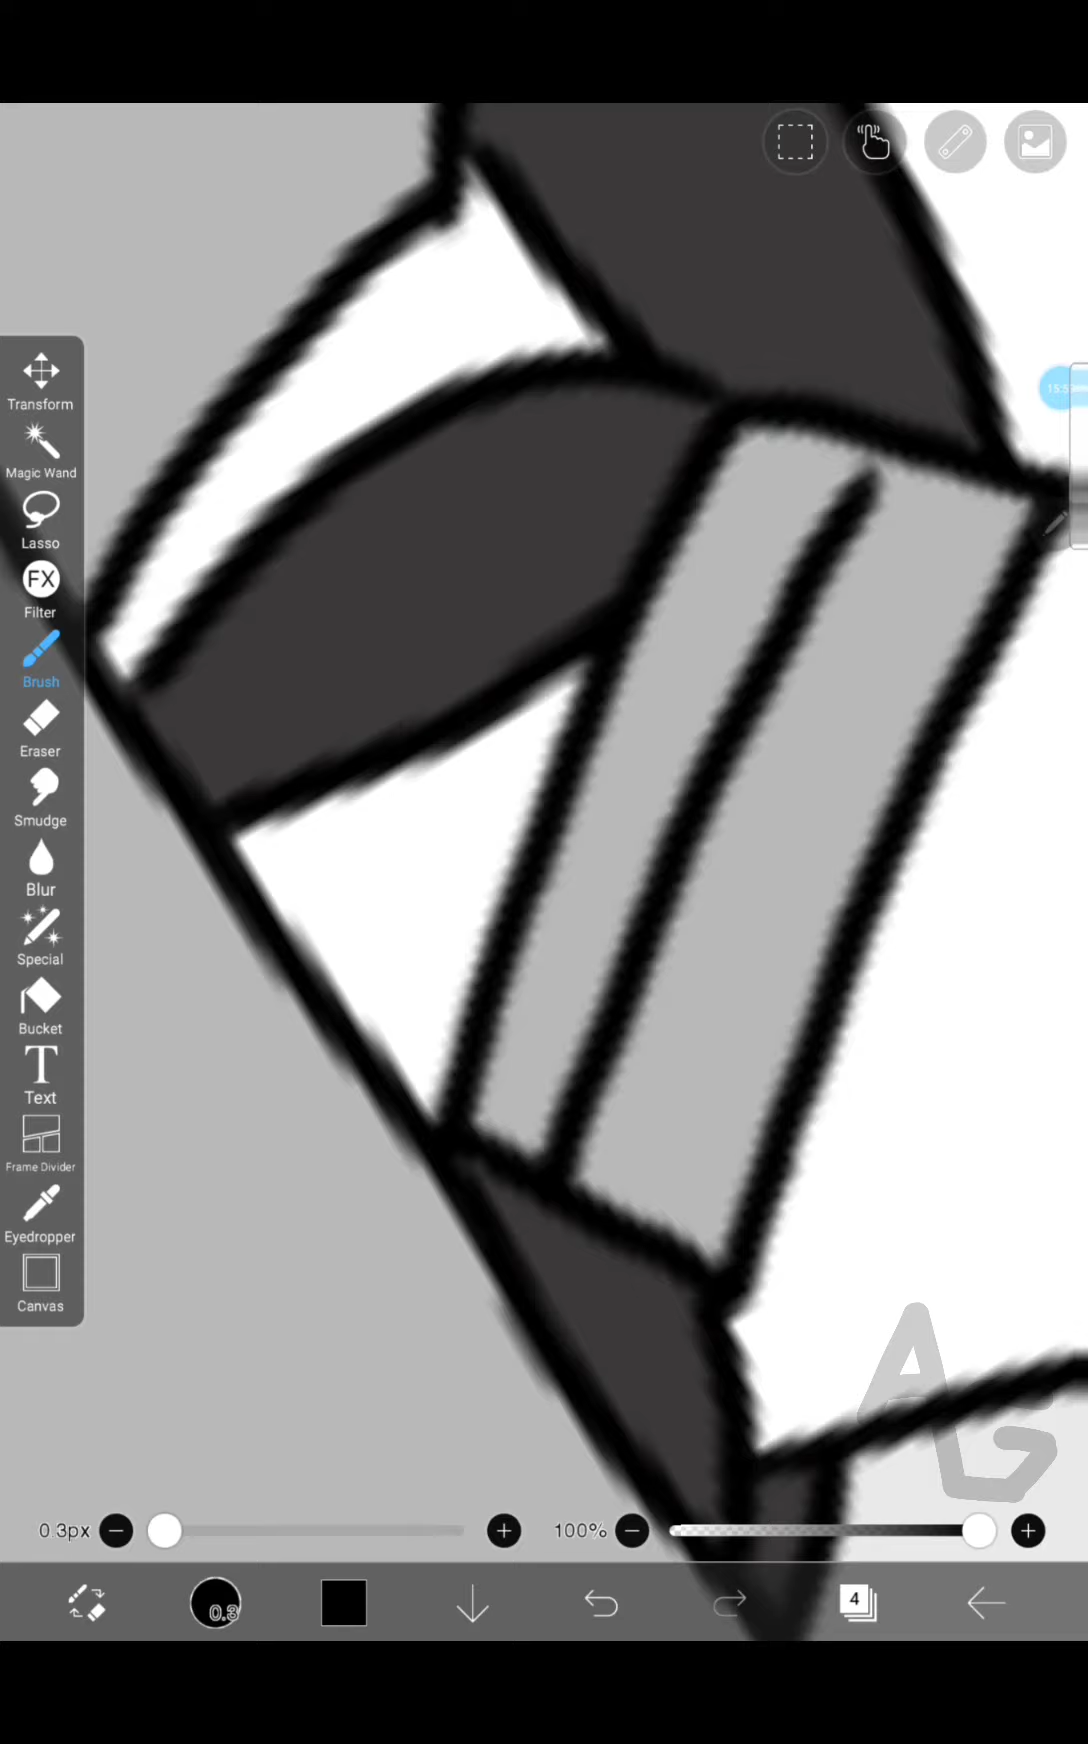 Transform
Magic Wand
Lasso
FX
Filter
Brush
Eraser
Smudge
Blur
Special
Bucket
T
Text
Frame Divider
Eyedropper
Canvas
AG
0.3px
100%
0.3
4